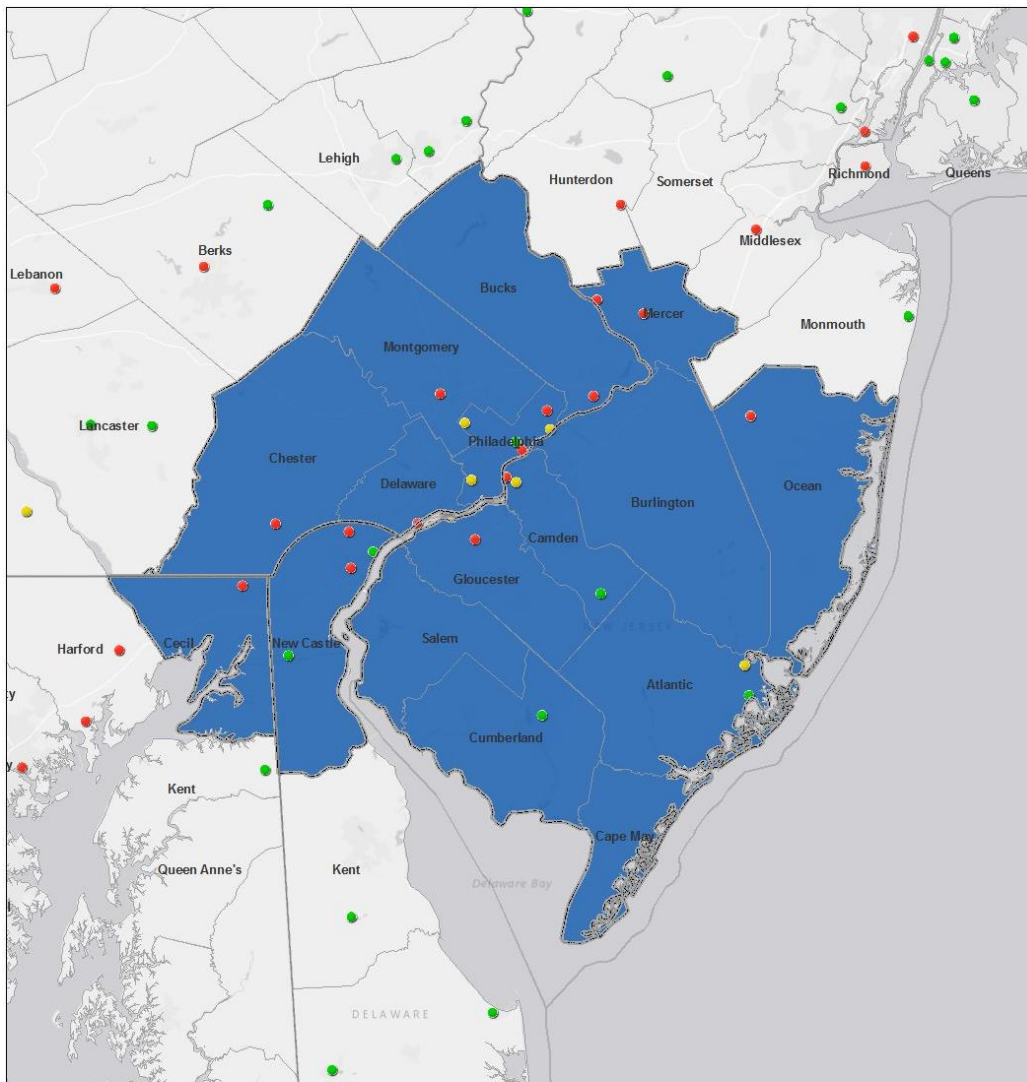 Lehigh
Hunterdon
Somerset
Richmond
Queens
Middlesex
Berks
Lebanon
Bucks
Mercer
Monmouth
Montgomery
Lancaster
Philadelphia
Chester
Delaware
Ocean
Burlington
Camden
Gloucester
NEW JERSEY
Salem
Cecil
New Castle
Harford
ty
Atlantic
Cumberland
y
Kent
Cape May
Queen Anne's
Kent
Delaware Bay
l
DELAWARE